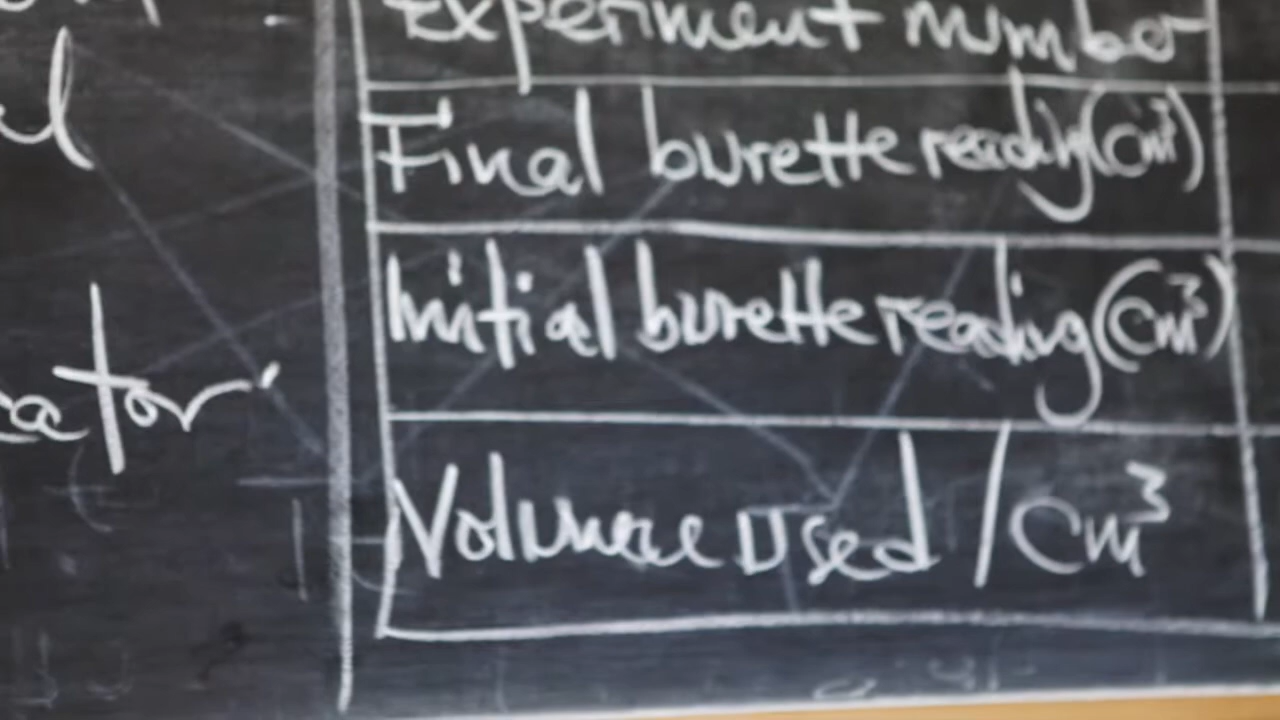 Experiment number
Final burette reading (cm³)
Initial burette reading (cm³)
Volume used / cm³